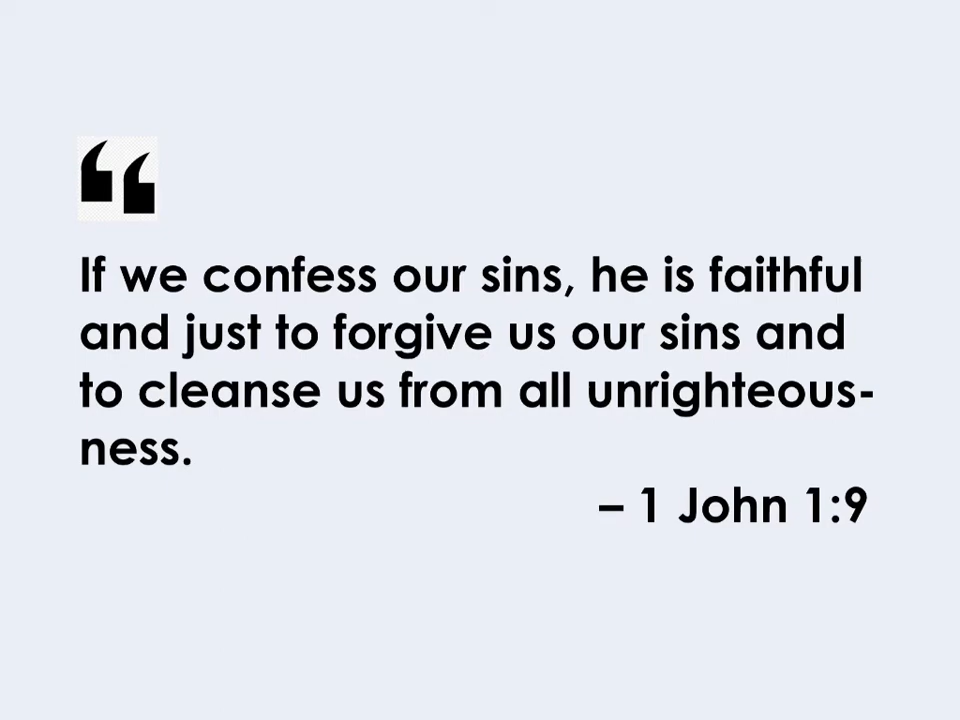 ❝
If we confess our sins, he is faithful
and just to forgive us our sins and
to cleanse us from all unrighteous-
ness.
– 1 John 1:9